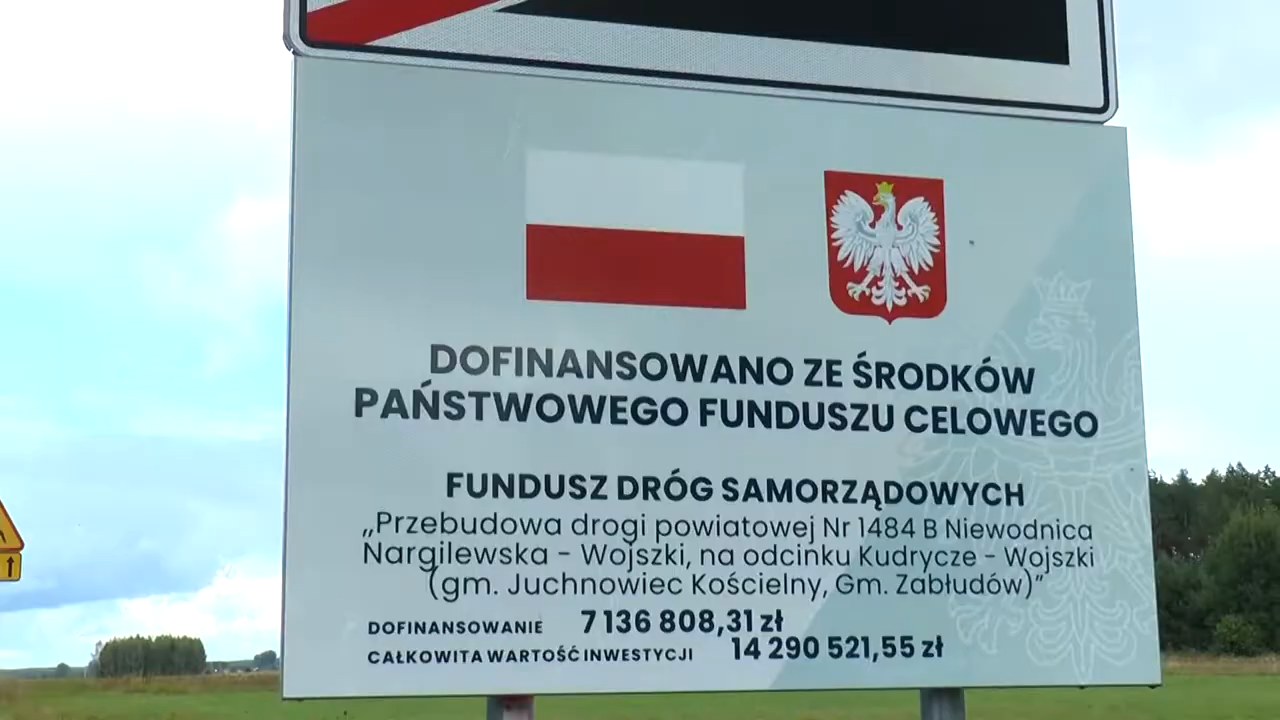 DOFINANSOWANO ZE ŚRODKÓW
PAŃSTWOWEGO FUNDUSZU CELOWEGO
FUNDUSZ DRÓG SAMORZĄDOWYCH
„Przebudowa drogi powiatowej Nr 1484 B Niewodnica
Nargilewska - Wojszki, na odcinku Kudrycze - Wojszki
(gm. Juchnowiec Kościelny, Gm. Zabłudów)”
DOFINANSOWANIE 7 136 808,31 zł
CAŁKOWITA WARTOŚĆ INWESTYCJI 14 290 521,55 zł